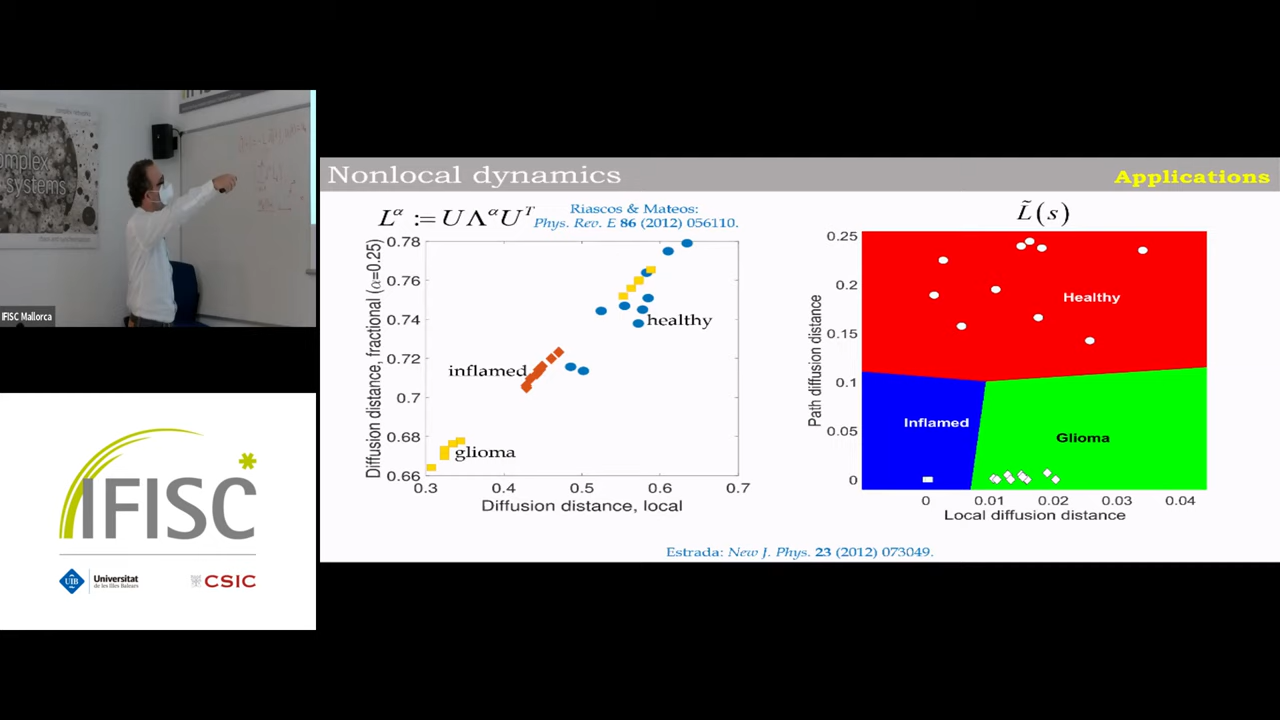 complex
systems
IFISC Mallorca
IFISC
UIB
Universitat
de les Illes Balears
CSIC
Nonlocal dynamics
Applications
L^α := UΛ^αU^T
Riascos & Mateos:
Phys. Rev. E 86 (2012) 056110.
Diffusion distance, fractional (α=0.25)
0.78
0.76
0.74
0.72
0.7
0.68
0.66
healthy
inflamed
glioma
0.3 0.4 0.5 0.6 0.7
Diffusion distance, local
L̃(s)
Path diffusion distance
0.25
0.2
0.15
0.1
0.05
0
Healthy
Inflamed
Glioma
0 0.01 0.02 0.03 0.04
Local diffusion distance
Estrada: New J. Phys. 23 (2012) 073049.